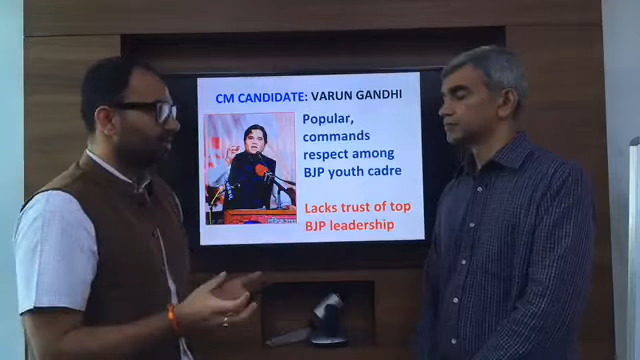 CM CANDIDATE: VARUN GANDHI
Popular,
commands
respect among
BJP youth cadre
Lacks trust of top
BJP leadership